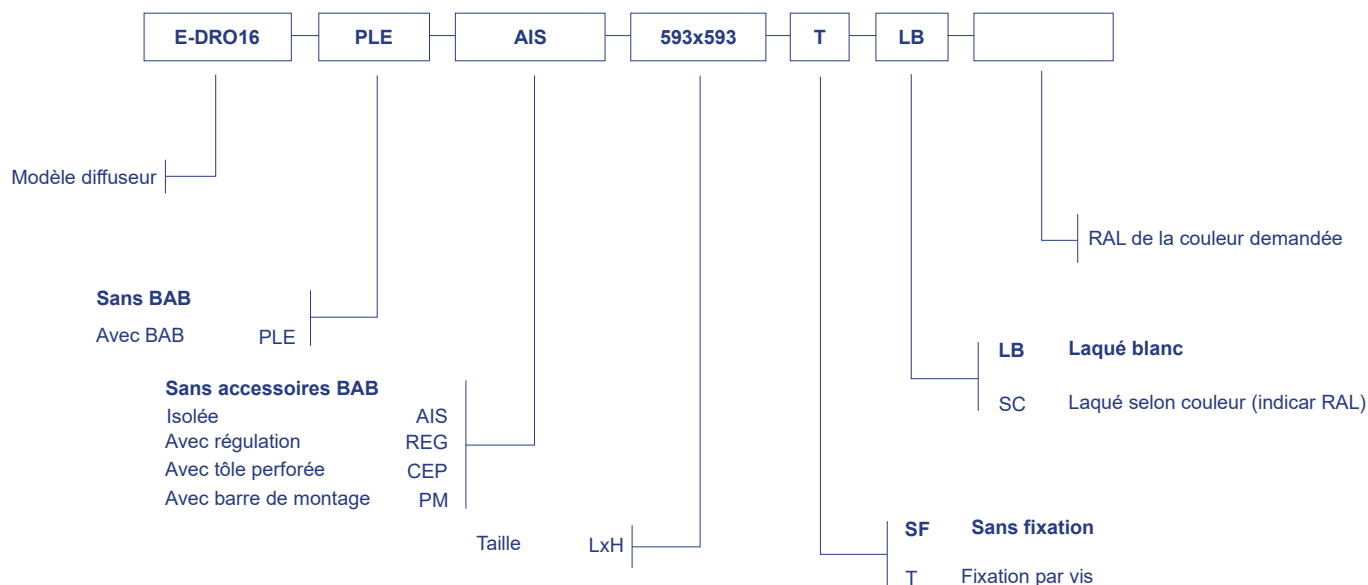 E-DRO16 PLE AIS 593x593 T LB
Modèle diffuseur
RAL de la couleur demandée
Sans BAB
Avec BAB PLE
LB Laqué blanc
SC Laqué selon couleur (indicar RAL)
Sans accessoires BAB
Isolée AIS
Avec régulation REG
Avec tôle perforée CEP
Avec barre de montage PM
Taille LxH
SF Sans fixation
T Fixation par vis